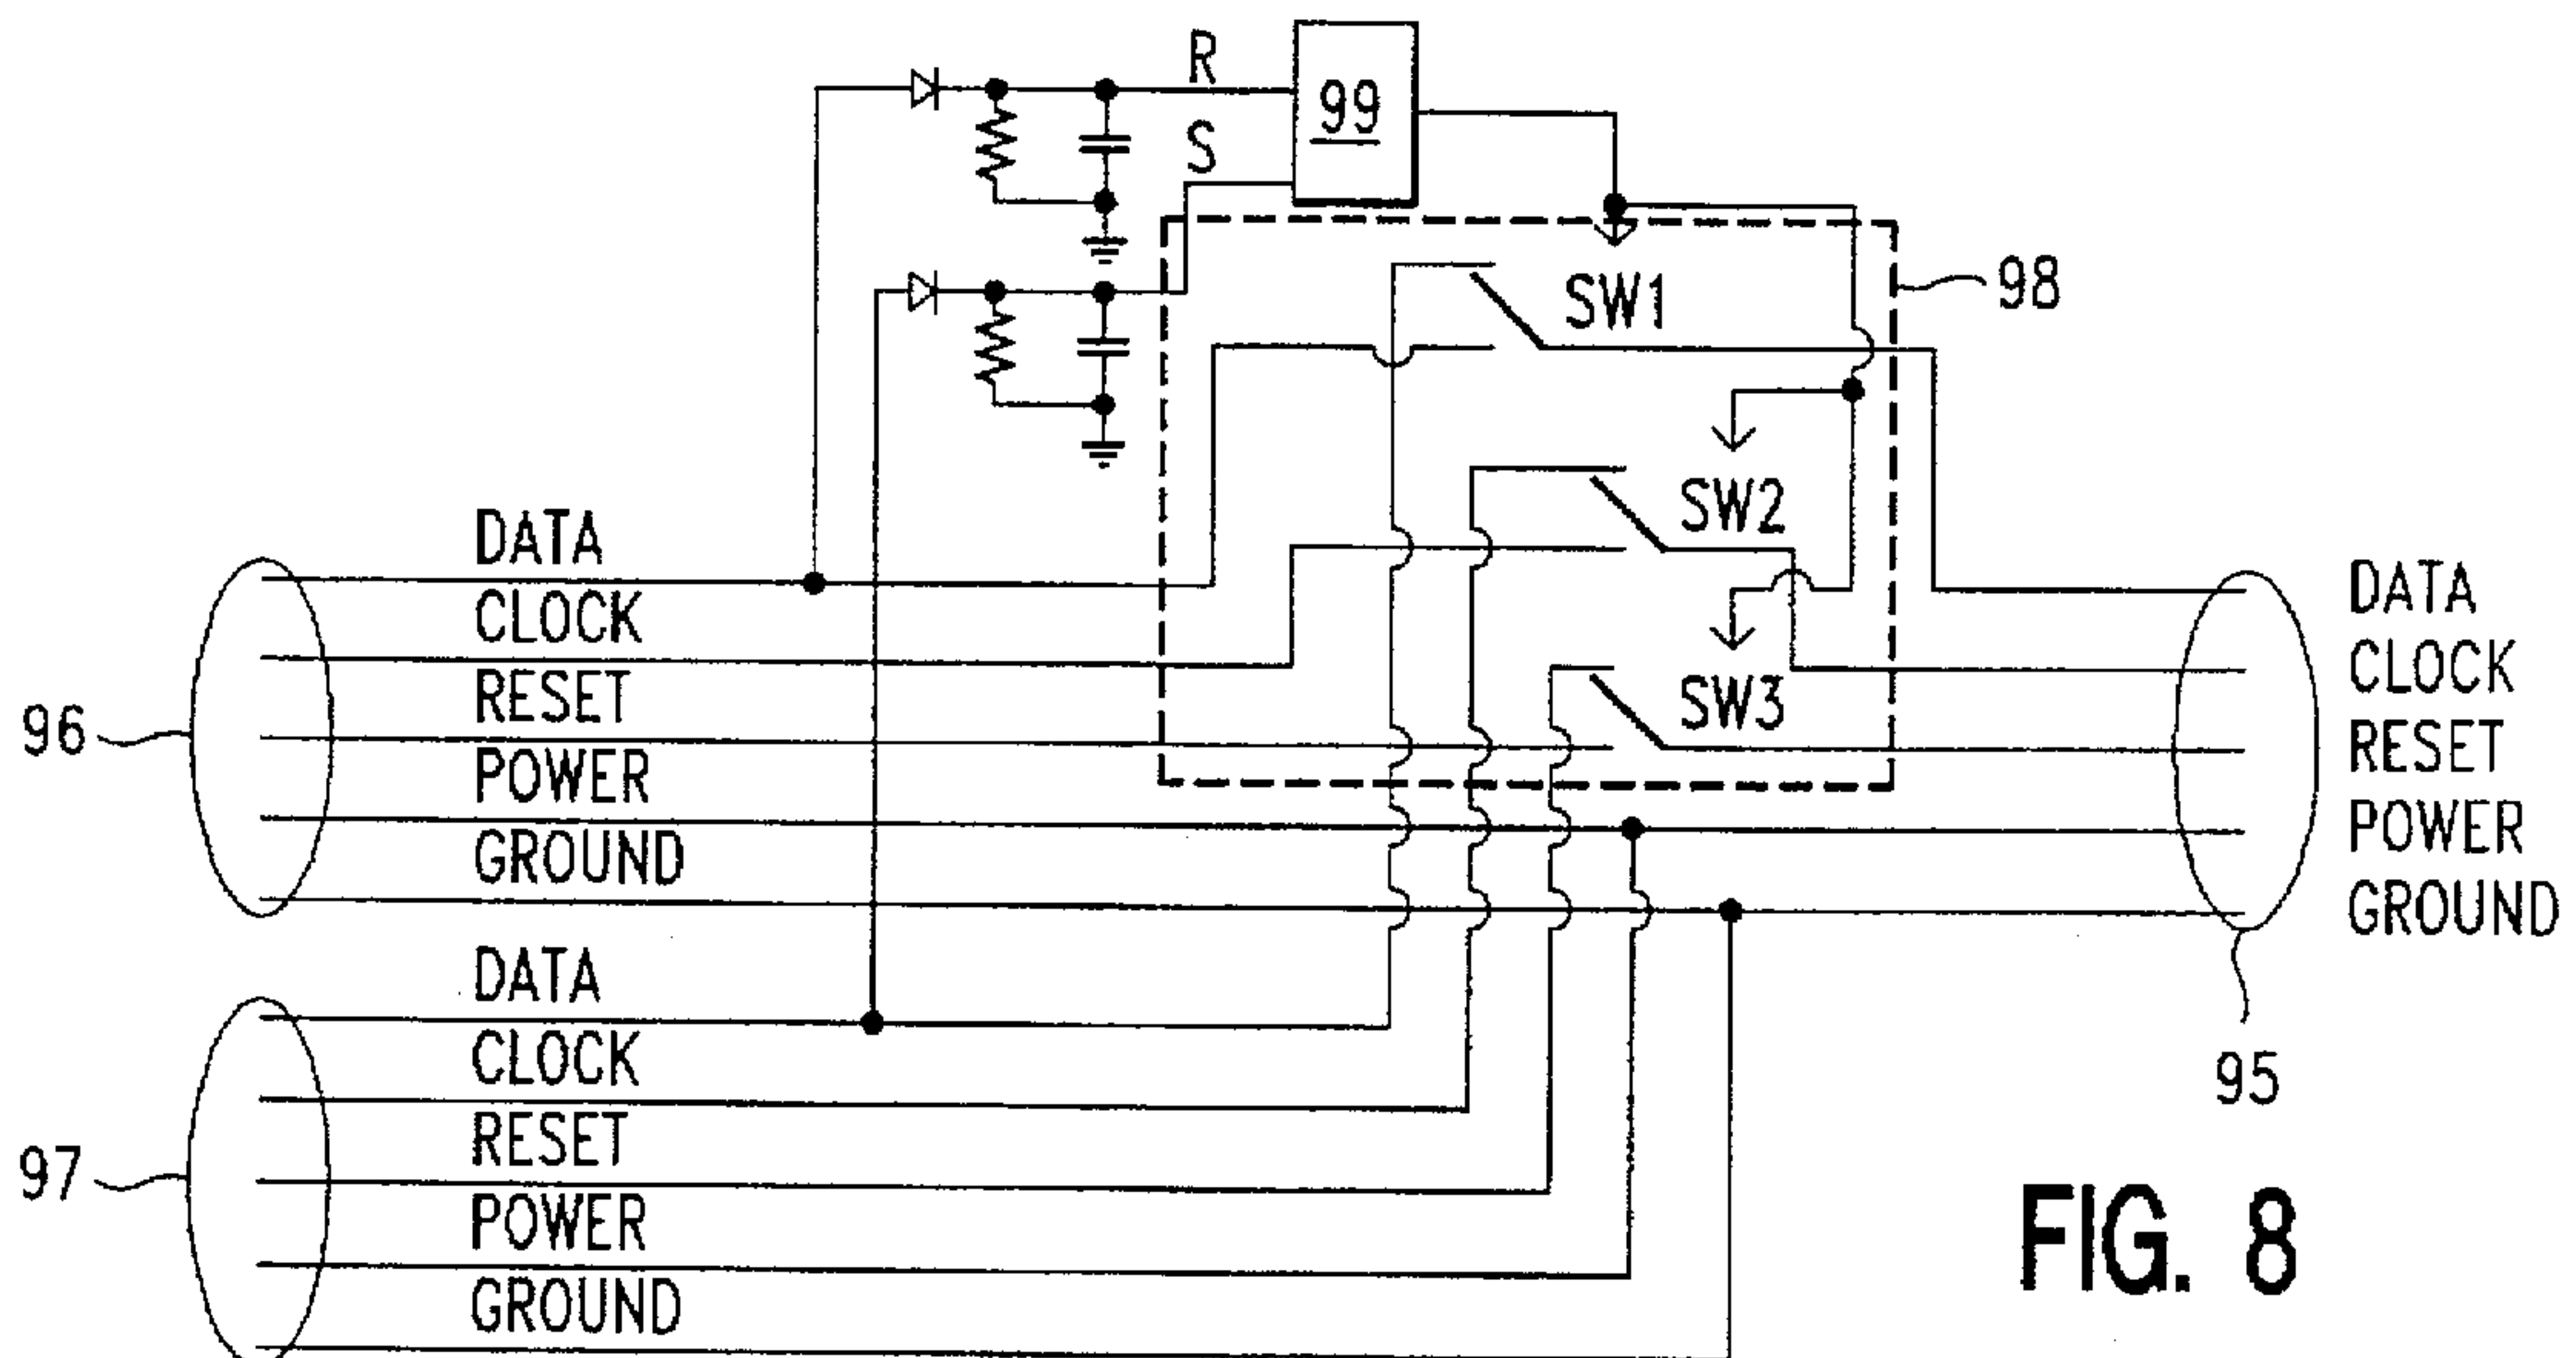 R
99
S
SW1
98
SW2
SW3
DATA
CLOCK
RESET
POWER
GROUND
96
DATA
CLOCK
RESET
POWER
GROUND
95
DATA
CLOCK
RESET
POWER
GROUND
97
FIG. 8